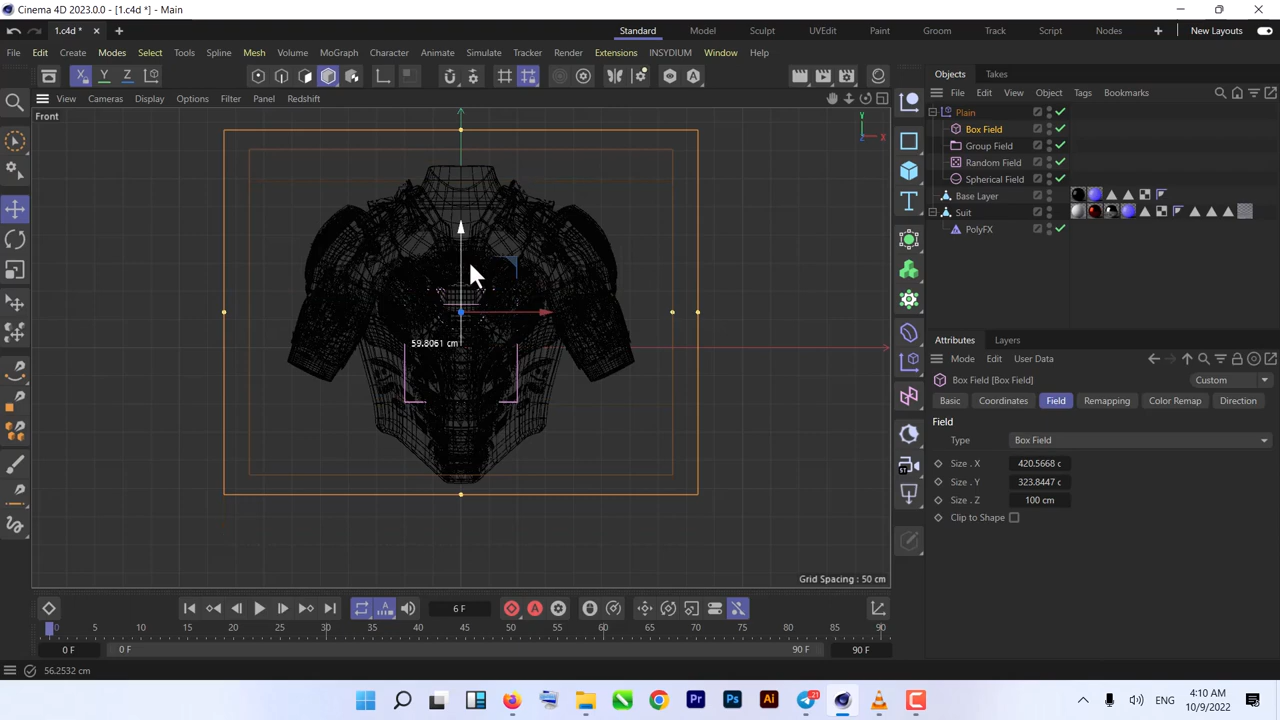 Cinema 4D 2023.0.0 - [1.c4d *] - Main
1.c4d *
Standard
Model
Sculpt
UVEdit
Paint
Groom
Track
Script
Nodes
New Layouts
File
Edit
Create
Modes
Select
Tools
Spline
Mesh
Volume
MoGraph
Character
Animate
Simulate
Tracker
Render
Extensions
INSYDIUM
Window
Help
X
Y
Z
View
Cameras
Display
Options
Filter
Panel
Redshift
Front
Y
X
Z
59.8061 cm
Grid Spacing : 50 cm
Objects
Takes
File
Edit
View
Object
Tags
Bookmarks
Plain
Box Field
Group Field
Random Field
Spherical Field
Base Layer
Suit
PolyFX
Attributes
Layers
Mode
Edit
User Data
Box Field [Box Field]
Custom
Basic
Coordinates
Field
Remapping
Color Remap
Direction
Field
Type
Box Field
Size . X
420.5668 c
Size . Y
323.8447 c
Size . Z
100 cm
Clip to Shape
6 F
0
5
10
15
20
25
30
35
40
45
50
55
60
65
70
75
80
85
90
0 F
0 F
90 F
90 F
56.2532 cm
ENG
4:10 AM
10/9/2022